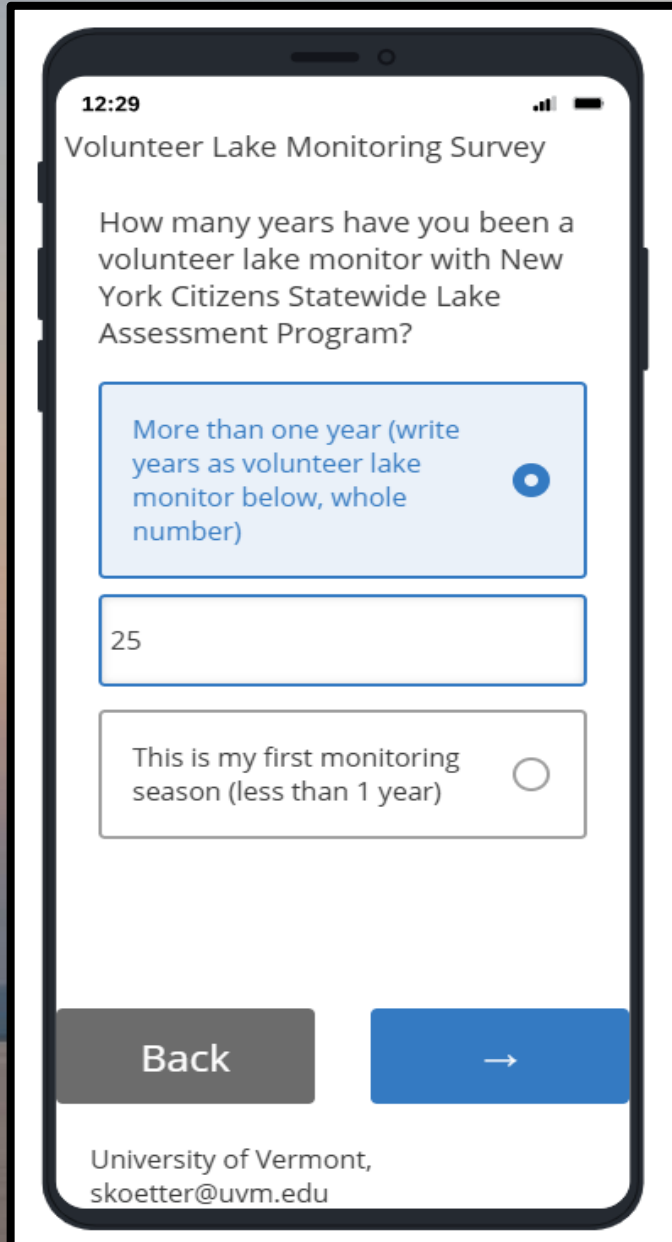 12:29
Volunteer Lake Monitoring Survey
How many years have you been a
volunteer lake monitor with New
York Citizens Statewide Lake
Assessment Program?
More than one year (write
years as volunteer lake
monitor below, whole
number)
25
This is my first monitoring
season (less than 1 year)
Back →
University of Vermont,
skoetter@uvm.edu